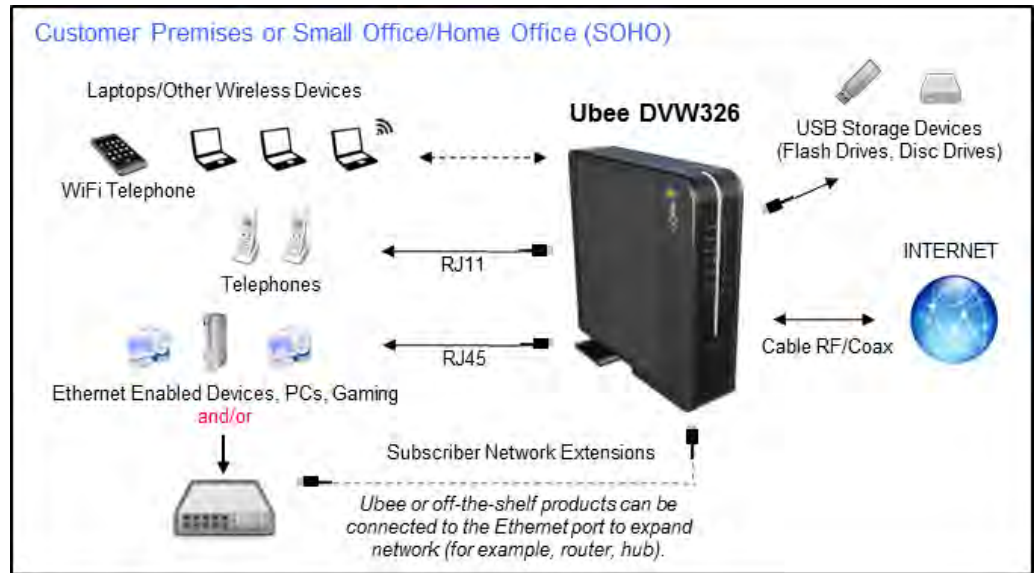 Customer Premises or Small Office/Home Office (SOHO)
Laptops/Other Wireless Devices
WiFi Telephone
Ubee DVW326
USB Storage Devices
(Flash Drives, Disc Drives)
RJ11
Telephones
INTERNET
Cable RF/Coax
RJ45
Ethernet Enabled Devices, PCs, Gaming
and/or
Subscriber Network Extensions
Ubee or off-the-shelf products can be
connected to the Ethernet port to expand
network (for example, router, hub).